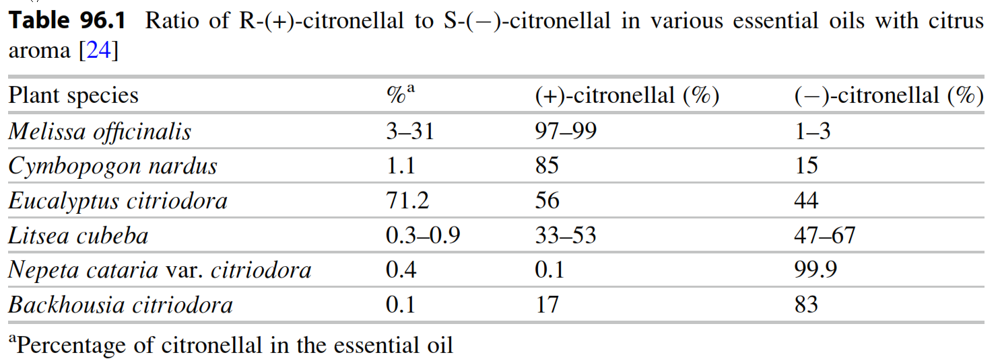 Table 96.1 Ratio of R-(+)-citronellal to S-(−)-citronellal in various essential oils with citrus
aroma [24]
Plant species %ᵃ (+)-citronellal (%) (−)-citronellal (%)
Melissa officinalis 3–31 97–99 1–3
Cymbopogon nardus 1.1 85 15
Eucalyptus citriodora 71.2 56 44
Litsea cubeba 0.3–0.9 33–53 47–67
Nepeta cataria var. citriodora 0.4 0.1 99.9
Backhousia citriodora 0.1 17 83
ᵃPercentage of citronellal in the essential oil